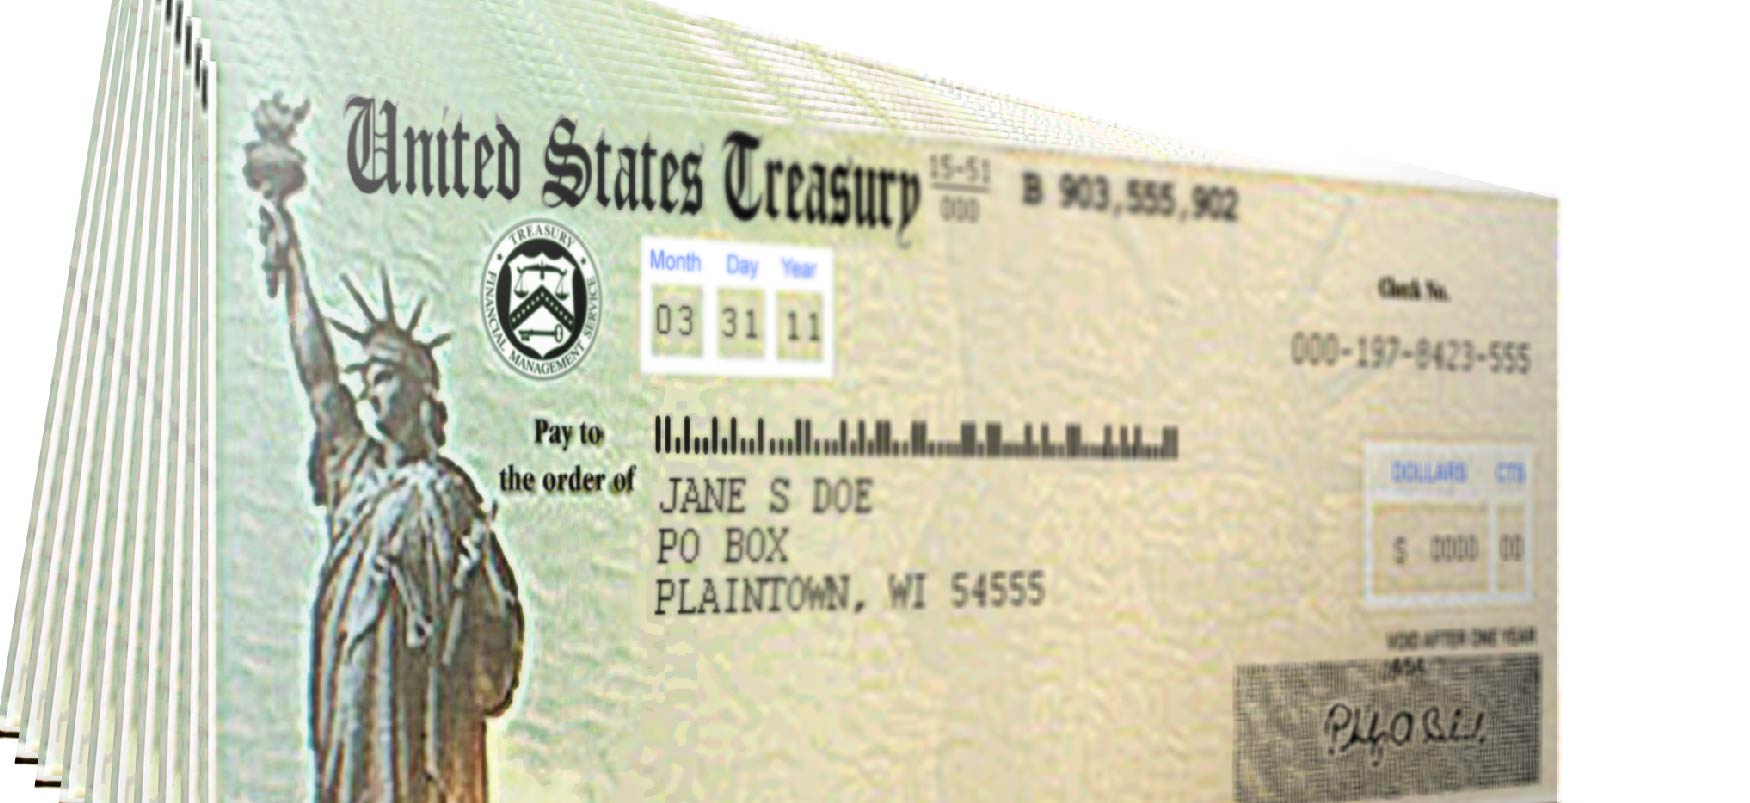 United States Treasury
15-51
000
B 903,555,902
TREASURY
FINANCIAL MANAGEMENT SERVICE
Month Day Year
03 31 11
Check No.
000-197-8423-555
Pay to
the order of
JANE S DOE
PO BOX
PLAINTOWN, WI 54555
DOLLARS CTS
$ 0000 00
VOID AFTER ONE YEAR